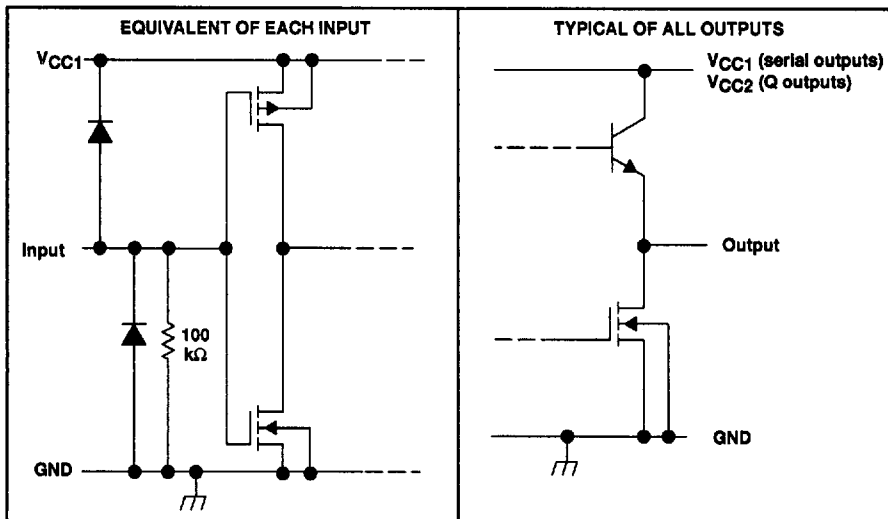 EQUIVALENT OF EACH INPUT
VCC1
Input
100
kΩ
GND
TYPICAL OF ALL OUTPUTS
VCC1 (serial outputs)
VCC2 (Q outputs)
Output
GND